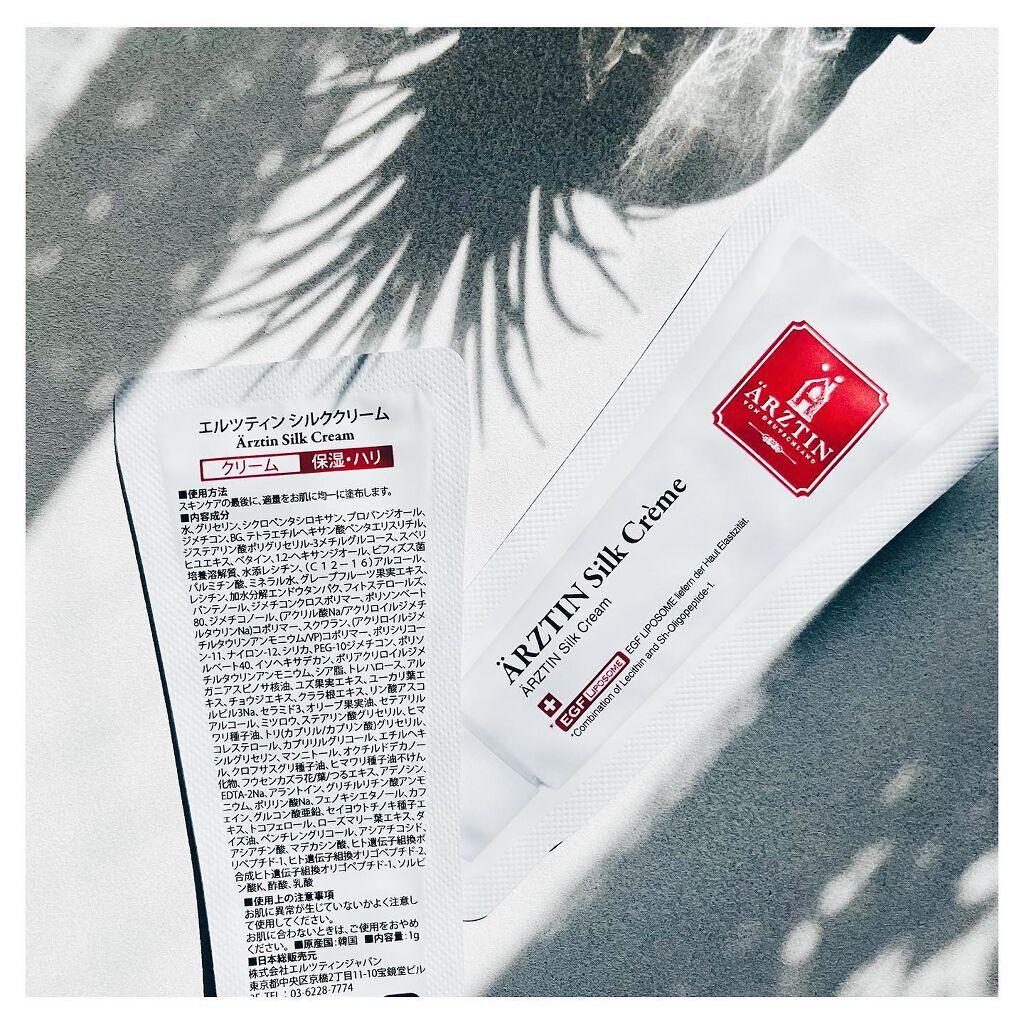 エルツティン シルククリーム
Ärztin Silk Cream
クリーム 保湿・ハリ
■使用方法
スキンケアの最後に、適量をお肌に均一に塗布します。
■内容成分
水、グリセリン、シクロペンタシロキサン、プロパンジオール、
ジメチコン、BG、テトラエチルヘキサン酸ペンタエリスリチル、
ジステアリン酸ポリグリセリル-3メチルグルコース、スベリ
ヒユエキス、ベタイン、1,2-ヘキサンジオール、ビフィズス菌
培養溶解質、水添レシチン、（C12-16）アルコール、
パルミチン酸、ミネラル水、グレープフルーツ果実エキス、
レシチン、加水分解エンドウタンパク、フィトステロールズ、
パンテノール、ジメチコンクロスポリマー、ポリソルベート
80、ジメチコノール、(アクリル酸Na/アクリロイルジメチ
ルタウリンNa)コポリマー、スクワラン、(アクリロイルジメ
チルタウリンアンモニウム/VP)コポリマー、ポリシリコー
ン-11、ナイロン-12、シリカ、PEG-10ジメチコン、ポリソ
ルベート40、イソヘキサデカン、ポリアクリロイルジメ
チルタウリンアンモニウム、シア脂、トレハロース、アル
ガニアスピノサ核油、ユズ果実エキス、ユーカリ葉エ
キス、チョウジエキス、クララ根エキス、リン酸アスコ
ルビル3Na、セラミド3、オリーブ果実油、セテアリル
アルコール、ミツロウ、ステアリン酸グリセリル、ヒマ
ワリ種子油、トリ(カプリル/カプリン酸)グリセリル、
コレステロール、カプリリルグリコール、エチルヘキ
シルグリセリン、マンニトール、オクチルドデカノー
ル、クロフサスグリ種子油、ヒマワリ種子油不けん
化物、フウセンカズラ花/葉/つるエキス、アデノシン、
EDTA-2Na、アラントイン、グリチルリチン酸アンモ
ニウム、ポリリン酸Na、フェノキシエタノール、カフ
ェイン、グルコン酸亜鉛、セイヨウトチノキ種子エ
キス、トコフェロール、ローズマリー葉エキス、ダ
イズ油、ペンチレングリコール、アシアチコシド、
アシアチン酸、マデカシン酸、ヒト遺伝子組換ポ
リペプチド-1、ヒト遺伝子組換オリゴペプチド-2、
合成ヒト遺伝子組換オリゴペプチド-1、ソルビ
ン酸K、酢酸、乳酸
■使用上の注意事項
お肌に異常が生じていないかよく注意し
て使用してください。
お肌に合わないときは、ご使用をおやめ
ください。 ■原産国：韓国 ■内容量：1g
■日本総販売元
株式会社エルツティンジャパン
東京都中央区京橋2丁目11-10宝鏡堂ビル
TEL：03-6228-7774
ÄRZTIN
VON DEUTSCHLAND
ÄRZTIN Silk Crème
ÄRZTIN Silk Cream
EGF LIPOSOME EGF LIPOSOME liefern der Haut Elastizität.
*Combination of Lecithin and Sh-Oligopeptide-1.